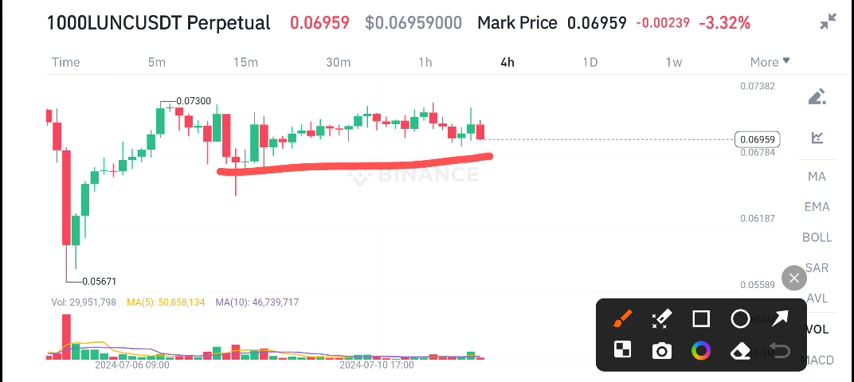 1000LUNCUSDT Perpetual 0.06959 $0.06959000 Mark Price 0.06959 -0.00239 -3.32%
Time 5m 15m 30m 1h 4h 1D 1w More
0.07382
0.07300
0.06959
0.06784
BINANCE
0.06187
0.05671
0.05589
MA
EMA
BOLL
SAR
AVL
VOL
MACD
Vol: 29,951,798 MA(5): 50,858,134 MA(10): 46,739,717
2024-07-06 09:00 2024-07-10 17:00